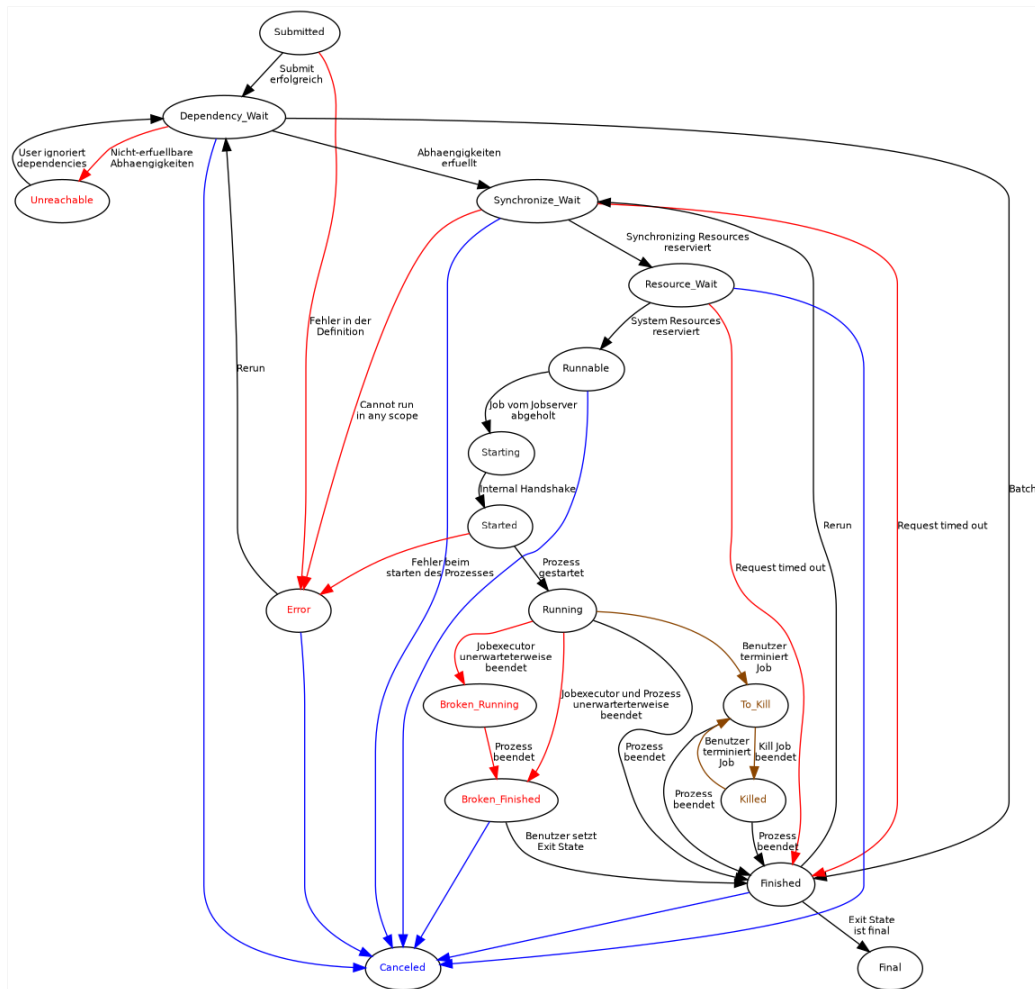 Submitted
Submit
erfolgreich
Dependency_Wait
User ignoriert
dependencies
Nicht-erfuellbare
Abhaengigkeiten
Abhaengigkeiten
erfuellt
Unreachable
Synchronize_Wait
Synchronizing Resources
reserviert
Resource_Wait
Fehler in der
Definition
System Resources
reserviert
Rerun
Runnable
Cannot run
in any scope
Job vom Jobserver
abgeholt
Starting
Internal Handshake
Batch
Started
Rerun
Request timed out
Fehler beim
starten des Prozesses
Prozess
gestartet
Request timed out
Error
Running
Jobexecutor
unerwarteterweise
beendet
Benutzer
terminiert
Job
Broken_Running
Jobexecutor und Prozess
unerwarterterweise
beendet
To_Kill
Prozess
beendet
Prozess
beendet
Benutzer
terminiert
Job
Kill Job
beendet
Prozess
beendet
Broken_Finished
Killed
Benutzer setzt
Exit State
Prozess
beendet
Finished
Exit State
ist final
Canceled
Final